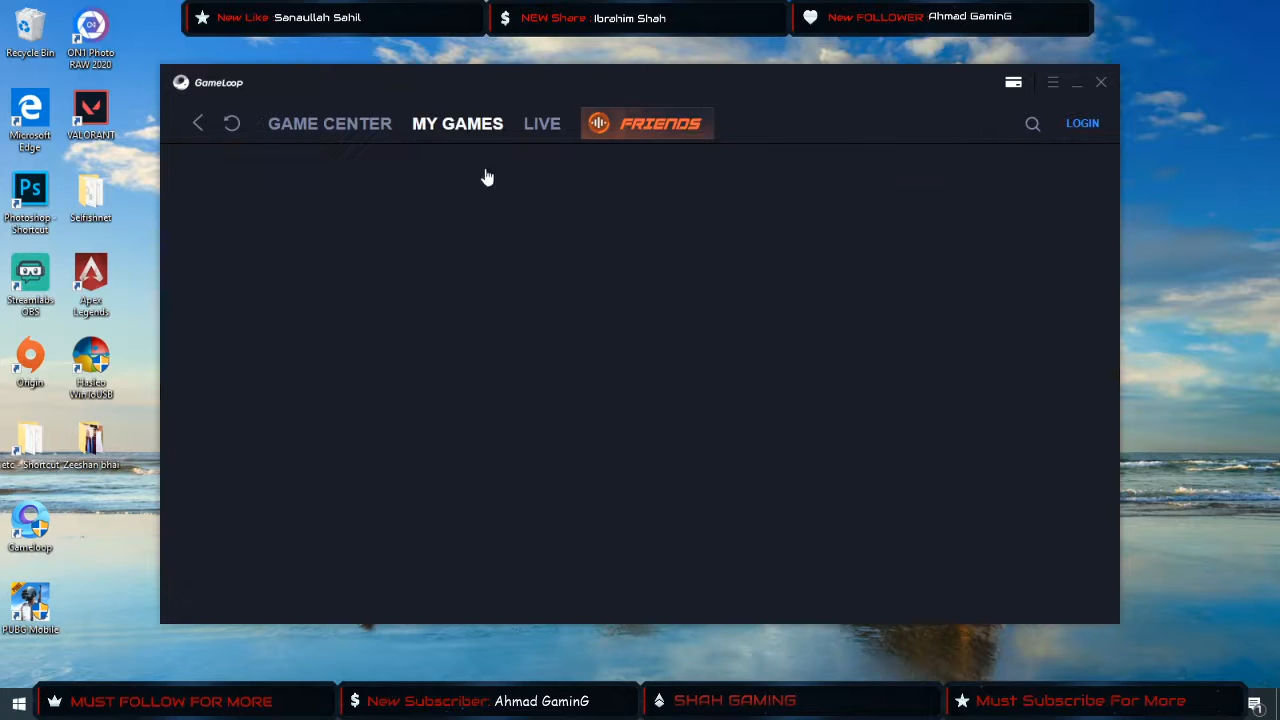 New Like Sanaullah Sahil
NEW Share : Ibrahim Shah
New FOLLOWER Ahmad GaminG
Recycle Bin
ON1 Photo
RAW 2020
GameLoop
GAME CENTER
MY GAMES
LIVE
FRIENDS
LOGIN
Microsoft
Edge
VALORANT
Ps
Photoshop -
Shortcut
Selfishnet
Streamlabs
OBS
Apex
Legends
Origin
Hasleo
WinToUSB
etc - Shortcut
Zeeshan bhai
Gameloop
PUBG Mobile
MUST FOLLOW FOR MORE
New Subscriber: Ahmad GaminG
SHAH GAMING
Must Subscribe For More
1